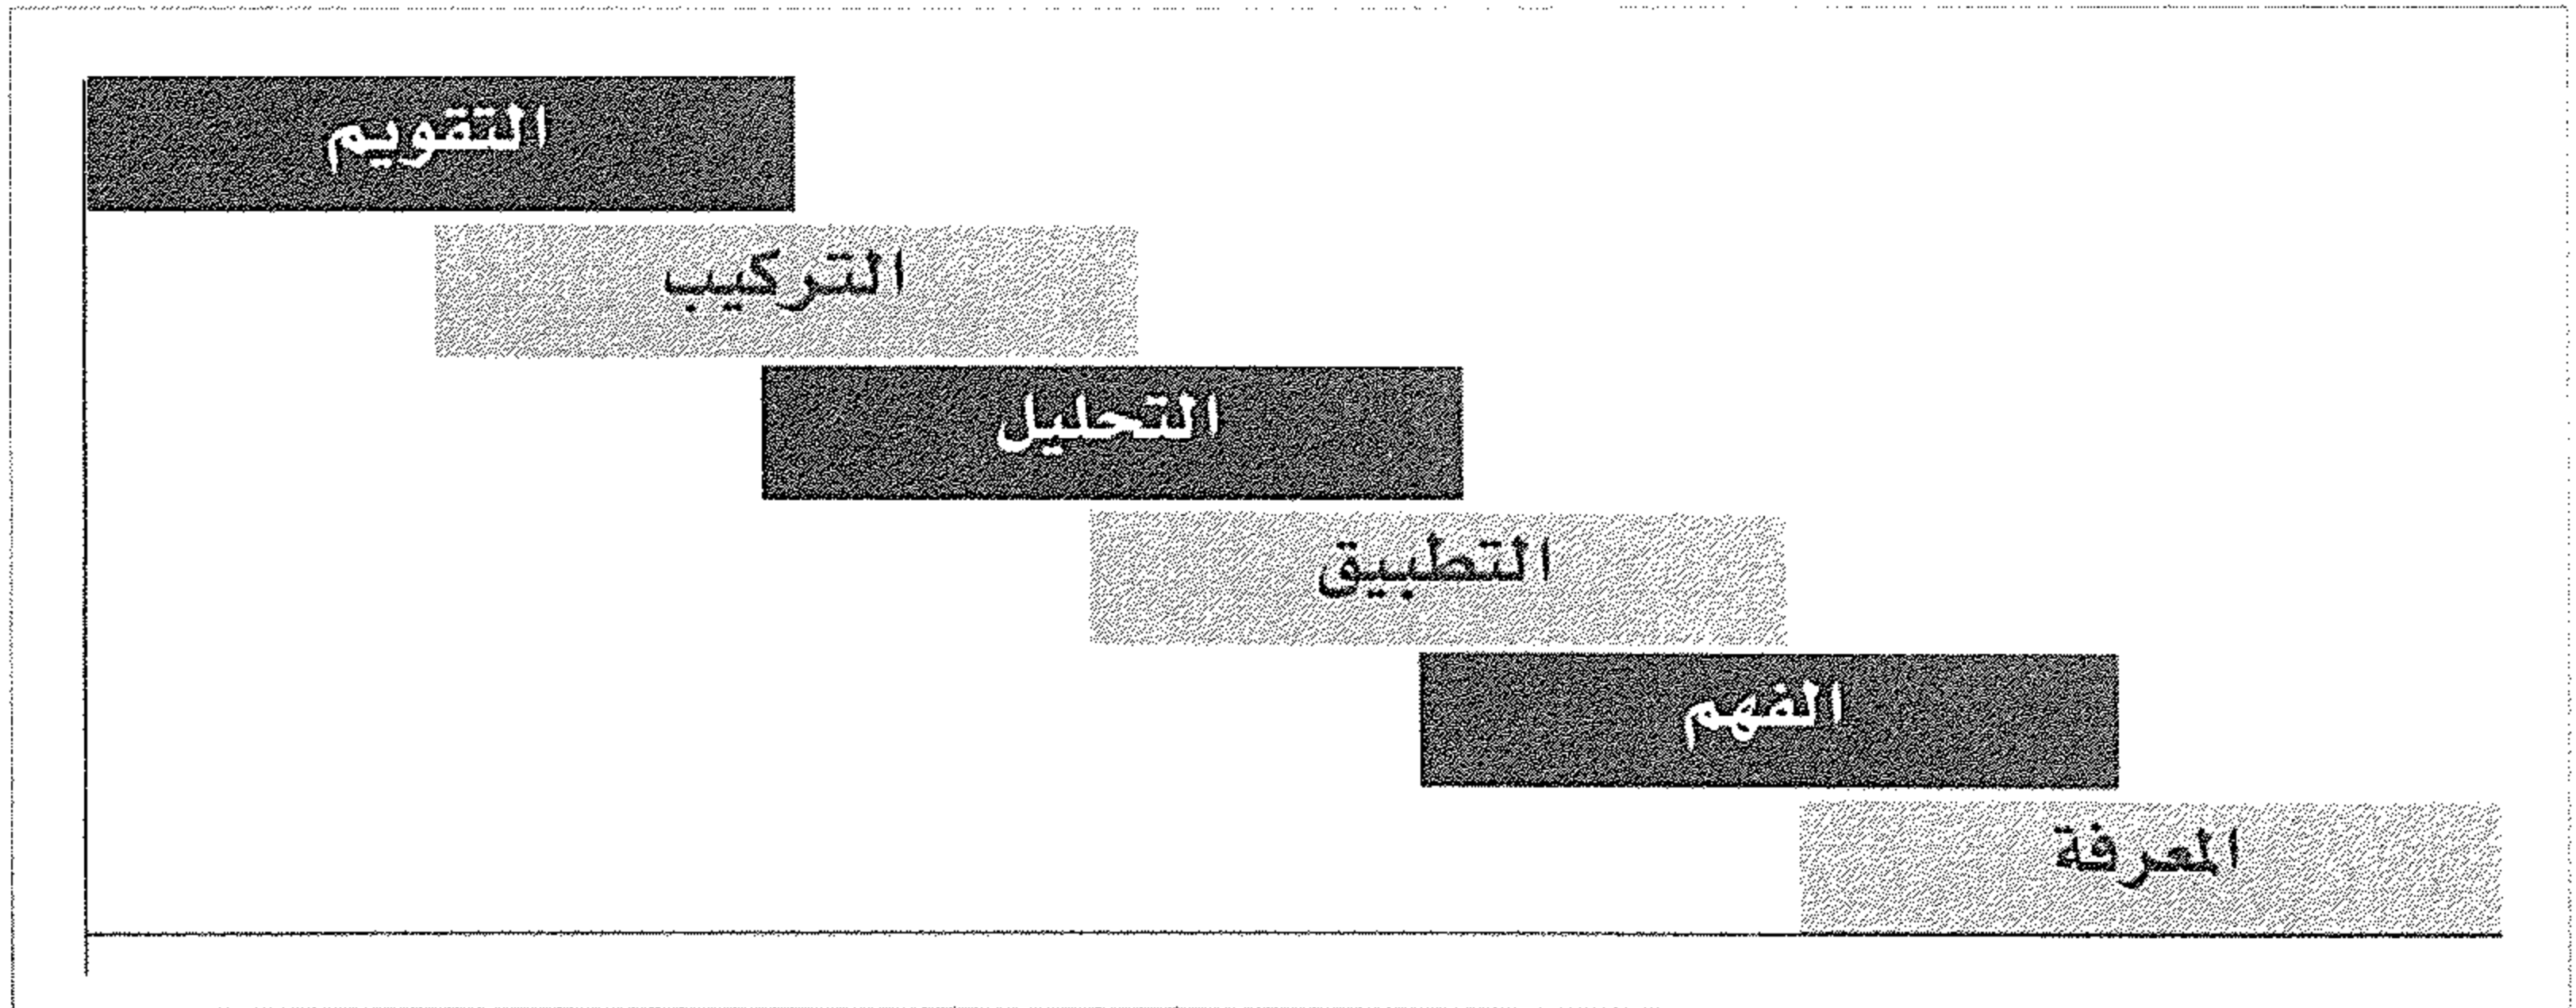 التقويم
التركيب
التحليل
التطبيق
الفهم
المعرفة